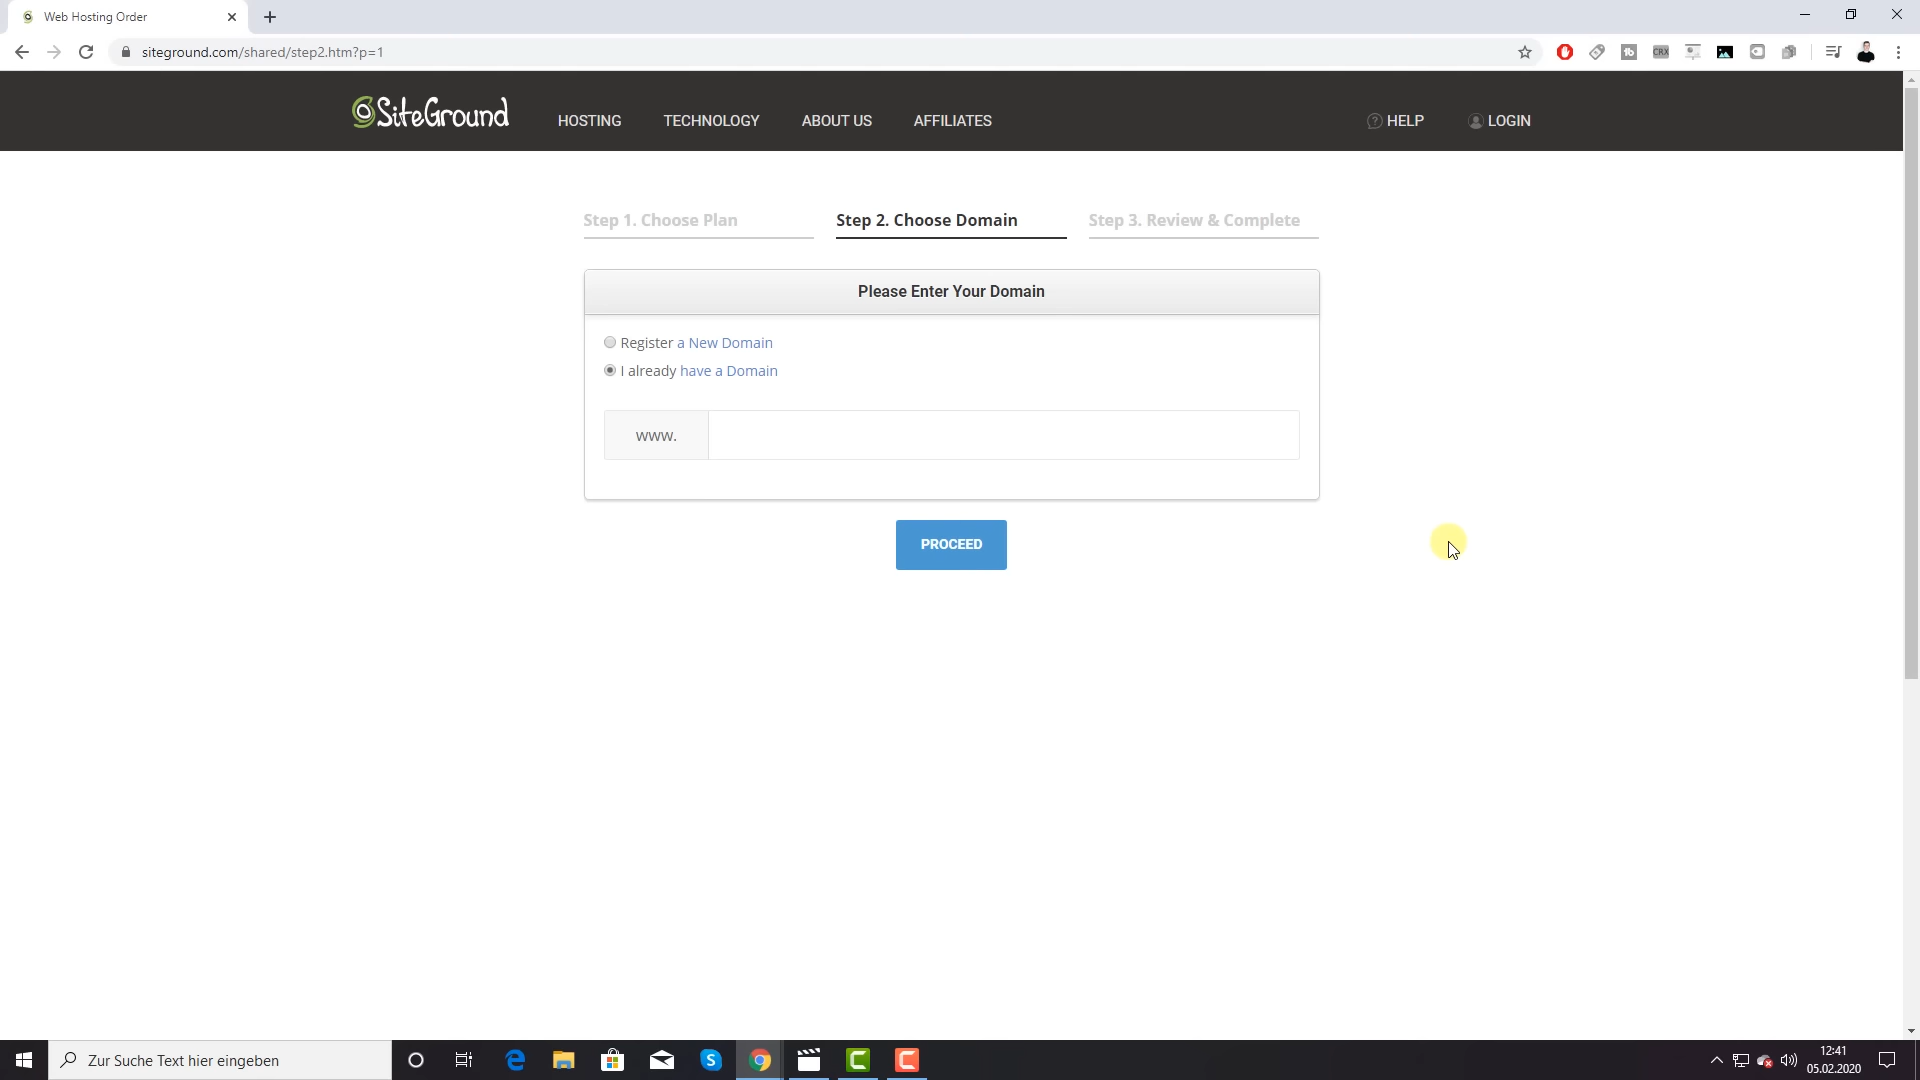 Web Hosting Order
siteground.com/shared/step2.htm?p=1
SiteGround
HOSTING
TECHNOLOGY
ABOUT US
AFFILIATES
HELP
LOGIN
Step 1. Choose Plan
Step 2. Choose Domain
Step 3. Review & Complete
Please Enter Your Domain
Register a New Domain
I already have a Domain
www.
PROCEED
Zur Suche Text hier eingeben
12:41
05.02.2020